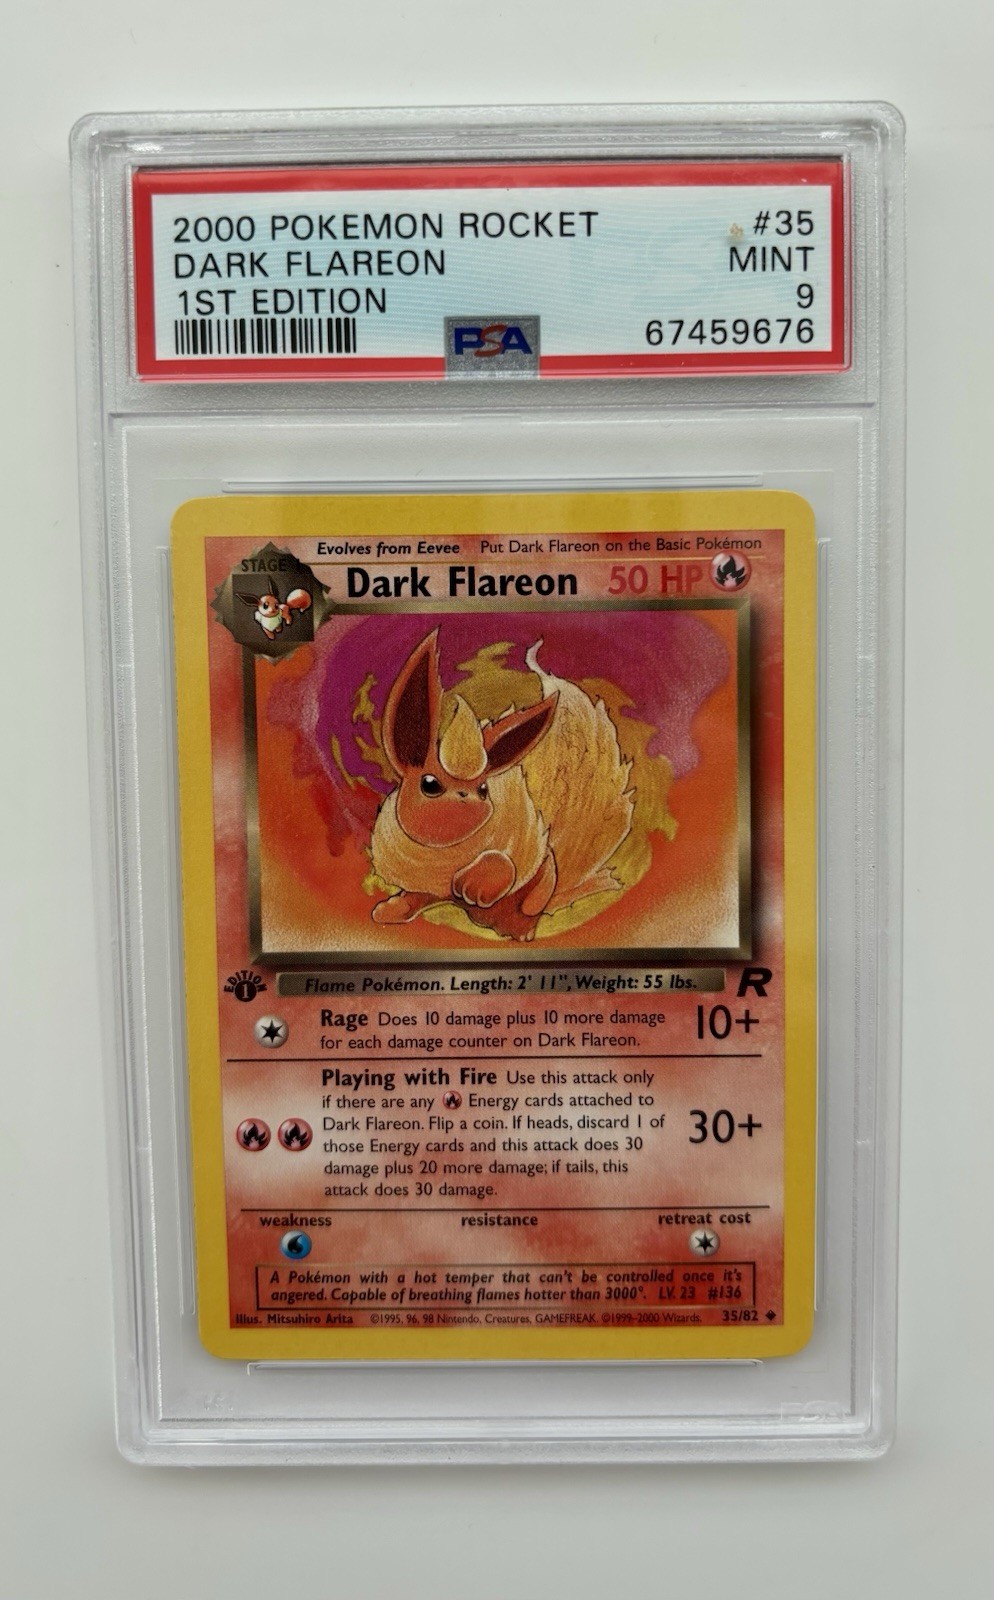 2000 POKEMON ROCKET #35
DARK FLAREON MINT
1ST EDITION 9
PSA 67459676
Evolves from Eevee Put Dark Flareon on the Basic Pokémon
STAGE 1
Dark Flareon 50 HP
EDITION
1
Flame Pokémon. Length: 2' 11", Weight: 55 lbs. R
Rage Does 10 damage plus 10 more damage
for each damage counter on Dark Flareon. 10+
Playing with Fire Use this attack only
if there are any Energy cards attached to
Dark Flareon. Flip a coin. If heads, discard 1 of
those Energy cards and this attack does 30
damage plus 20 more damage; if tails, this
attack does 30 damage. 30+
weakness resistance retreat cost
A Pokémon with a hot temper that can't be controlled once it's
angered. Capable of breathing flames hotter than 3000°. LV. 23 #136
Illus. Mitsuhiro Arita ©1995, 96, 98 Nintendo, Creatures, GAMEFREAK. ©1999-2000 Wizards. 35/82